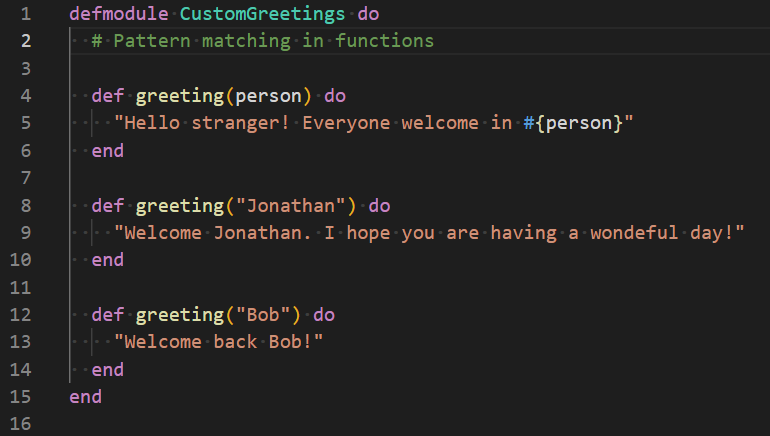 1 defmodule CustomGreetings do
2   # Pattern matching in functions
3
4   def greeting(person) do
5     "Hello stranger! Everyone welcome in #{person}"
6   end
7
8   def greeting("Jonathan") do
9     "Welcome Jonathan. I hope you are having a wondeful day!"
10   end
11
12   def greeting("Bob") do
13     "Welcome back Bob!"
14   end
15 end
16